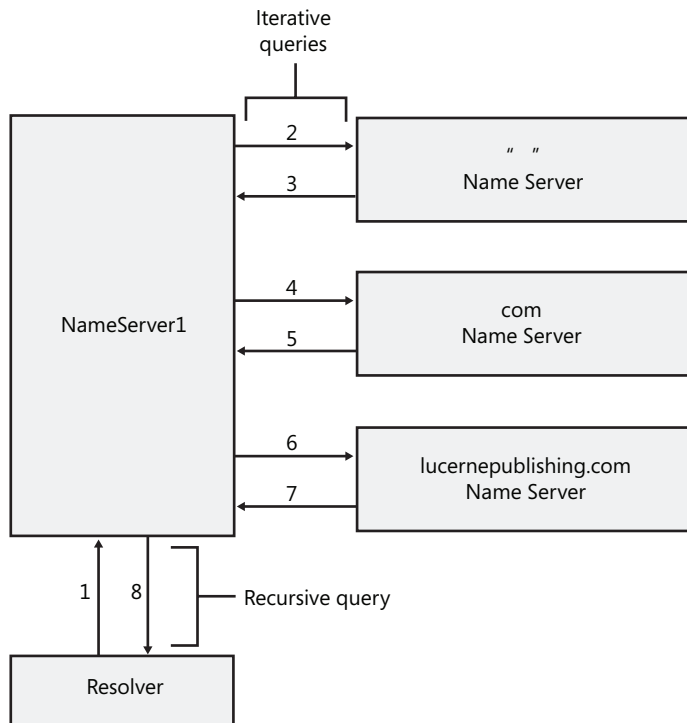 Iterative
queries
2
“ ”
Name Server
3
NameServer1
4
com
Name Server
5
6
lucernepublishing.com
Name Server
7
1
8
Recursive query
Resolver